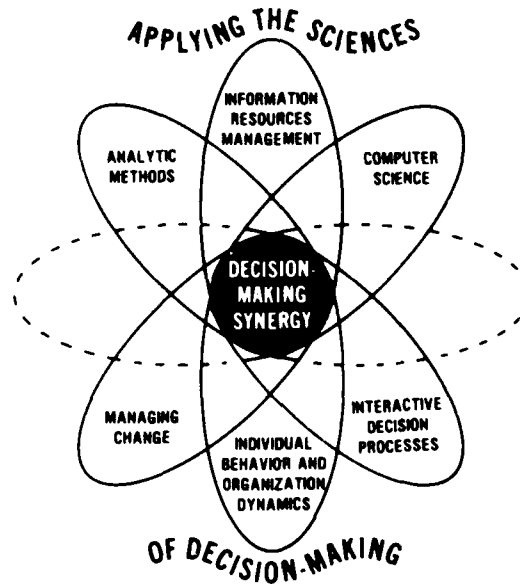 APPLYING THE SCIENCES
INFORMATION
RESOURCES
MANAGEMENT
ANALYTIC
METHODS
COMPUTER
SCIENCE
DECISION-
MAKING
SYNERGY
MANAGING
CHANGE
INDIVIDUAL
BEHAVIOR AND
ORGANIZATION
DYNAMICS
INTERACTIVE
DECISION
PROCESSES
OF DECISION-MAKING